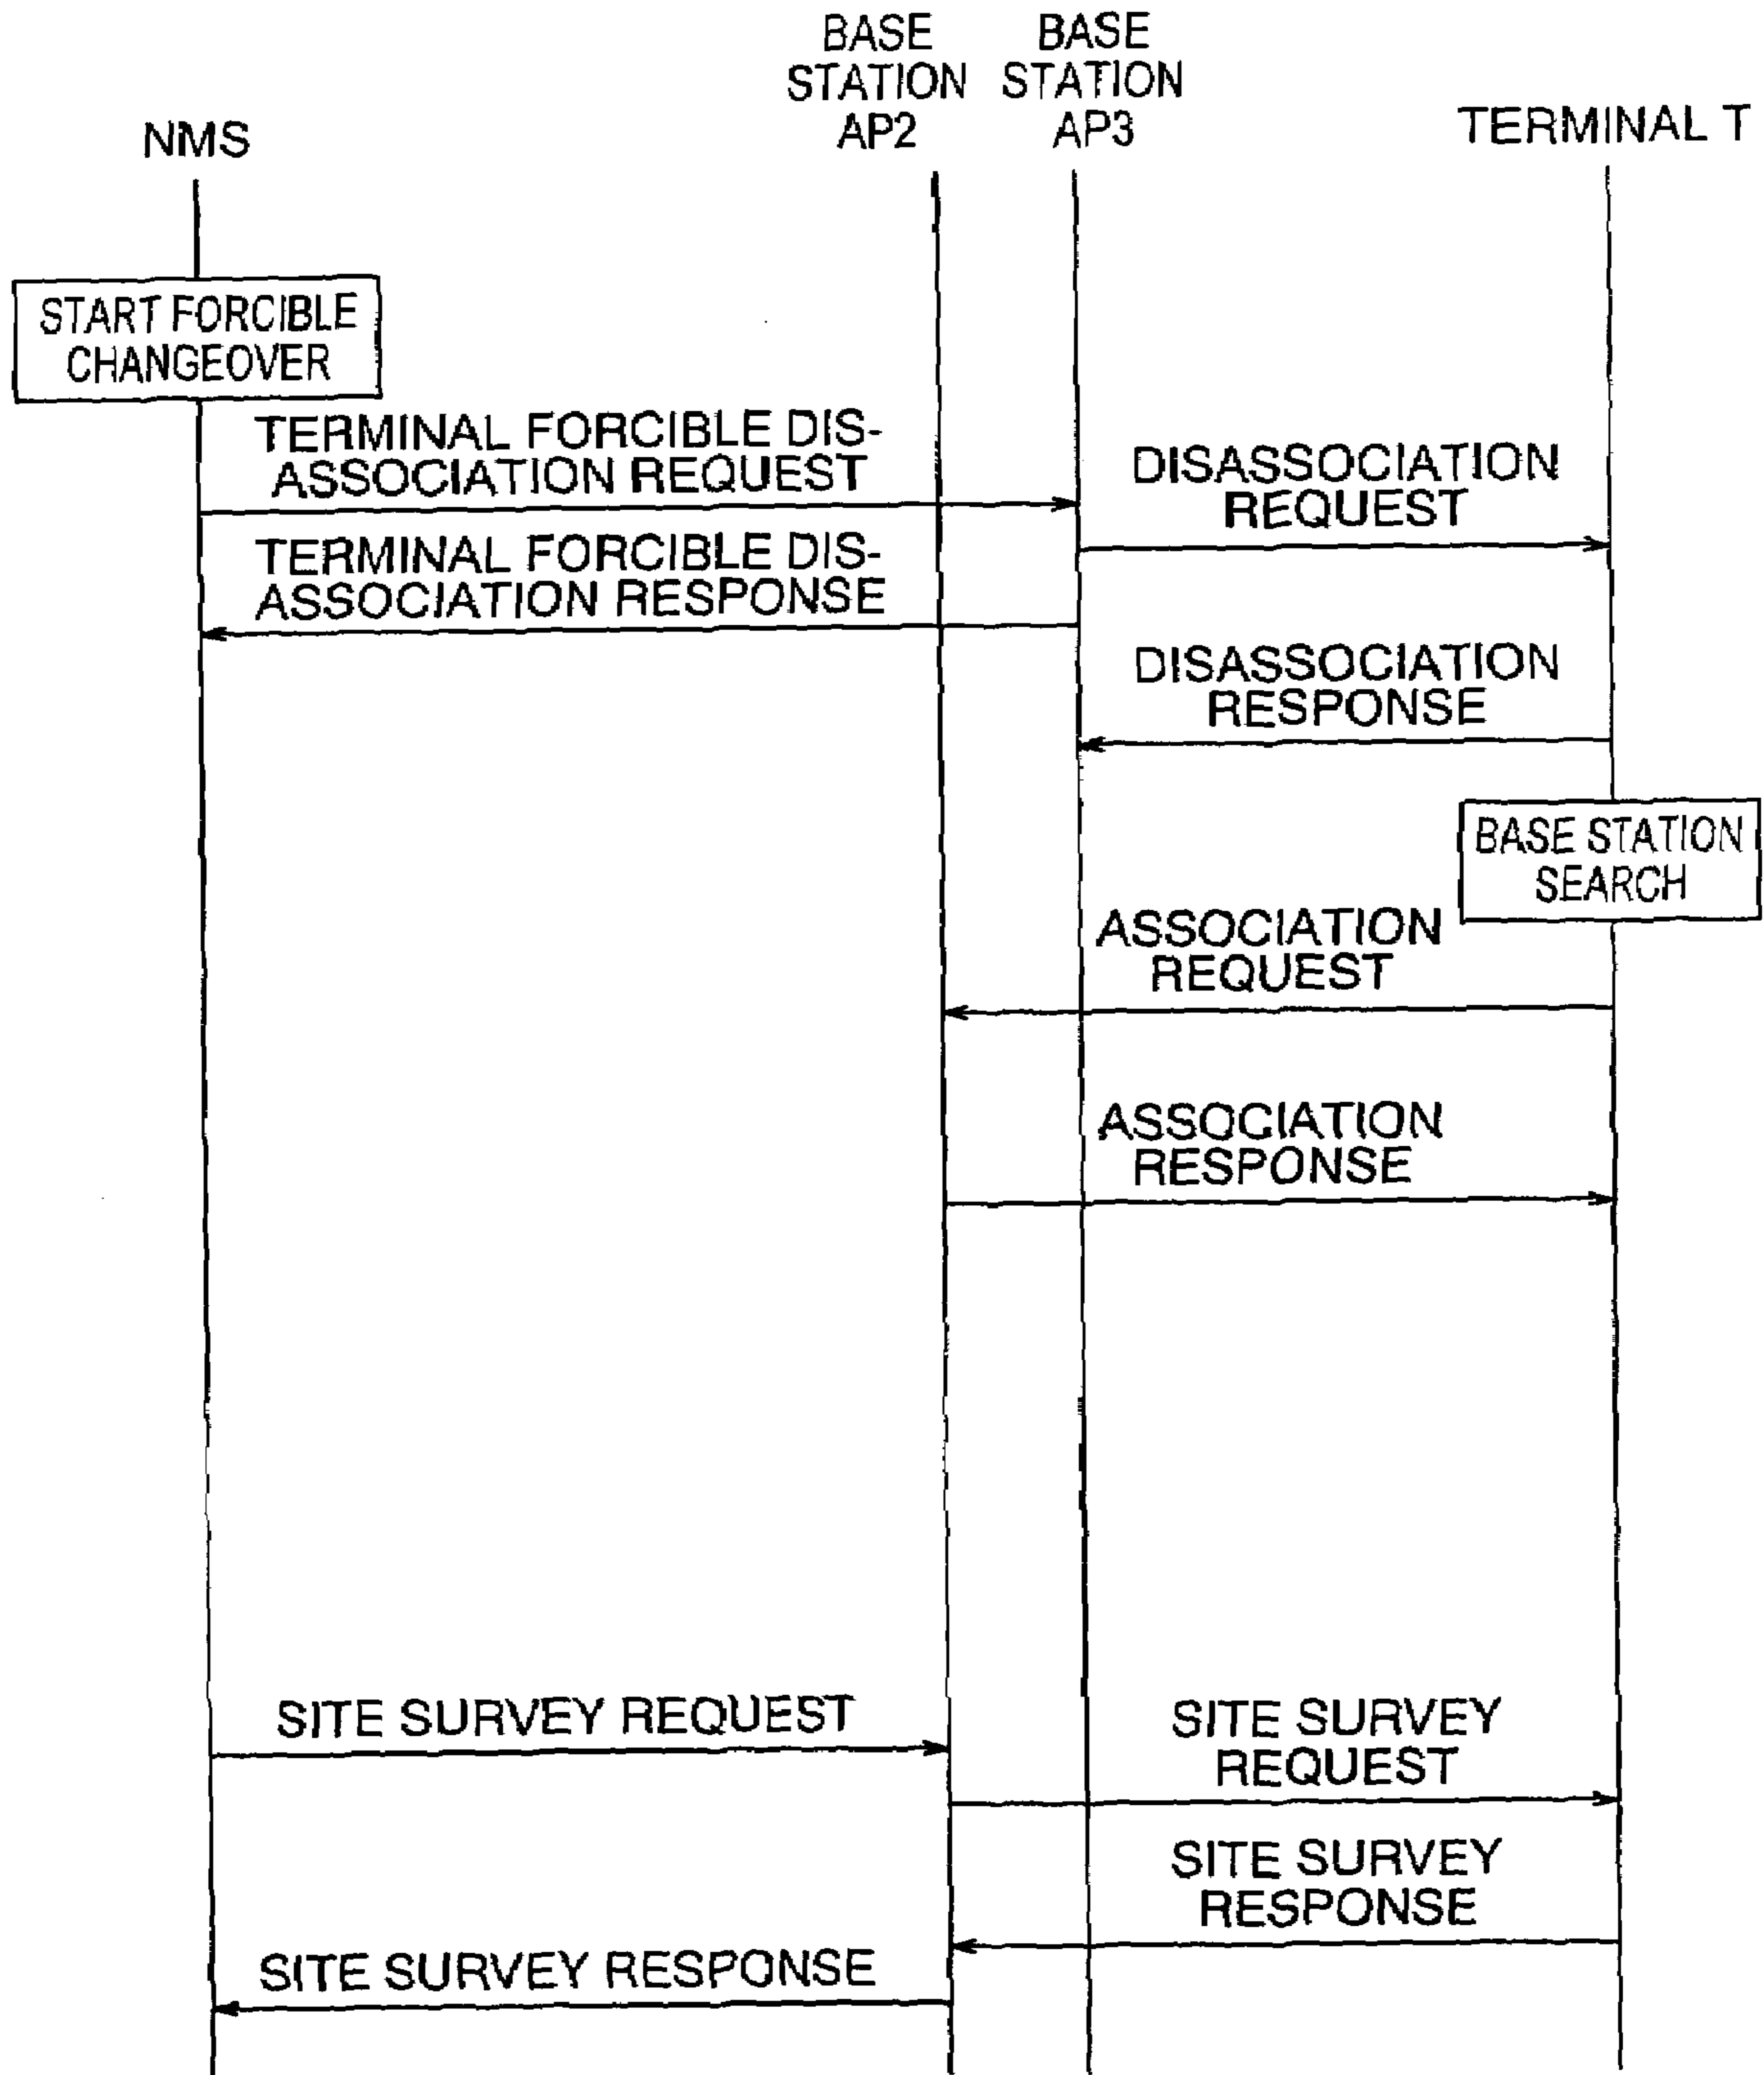 BASE
STATION
AP2
BASE
STATION
AP3
NMS
TERMINAL T
START FORCIBLE
CHANGEOVER
TERMINAL FORCIBLE DIS-
ASSOCIATION REQUEST
DISASSOCIATION
REQUEST
TERMINAL FORCIBLE DIS-
ASSOCIATION RESPONSE
DISASSOCIATION
RESPONSE
BASE STATION
SEARCH
ASSOCIATION
REQUEST
ASSOCIATION
RESPONSE
SITE SURVEY REQUEST
SITE SURVEY
REQUEST
SITE SURVEY
RESPONSE
SITE SURVEY RESPONSE